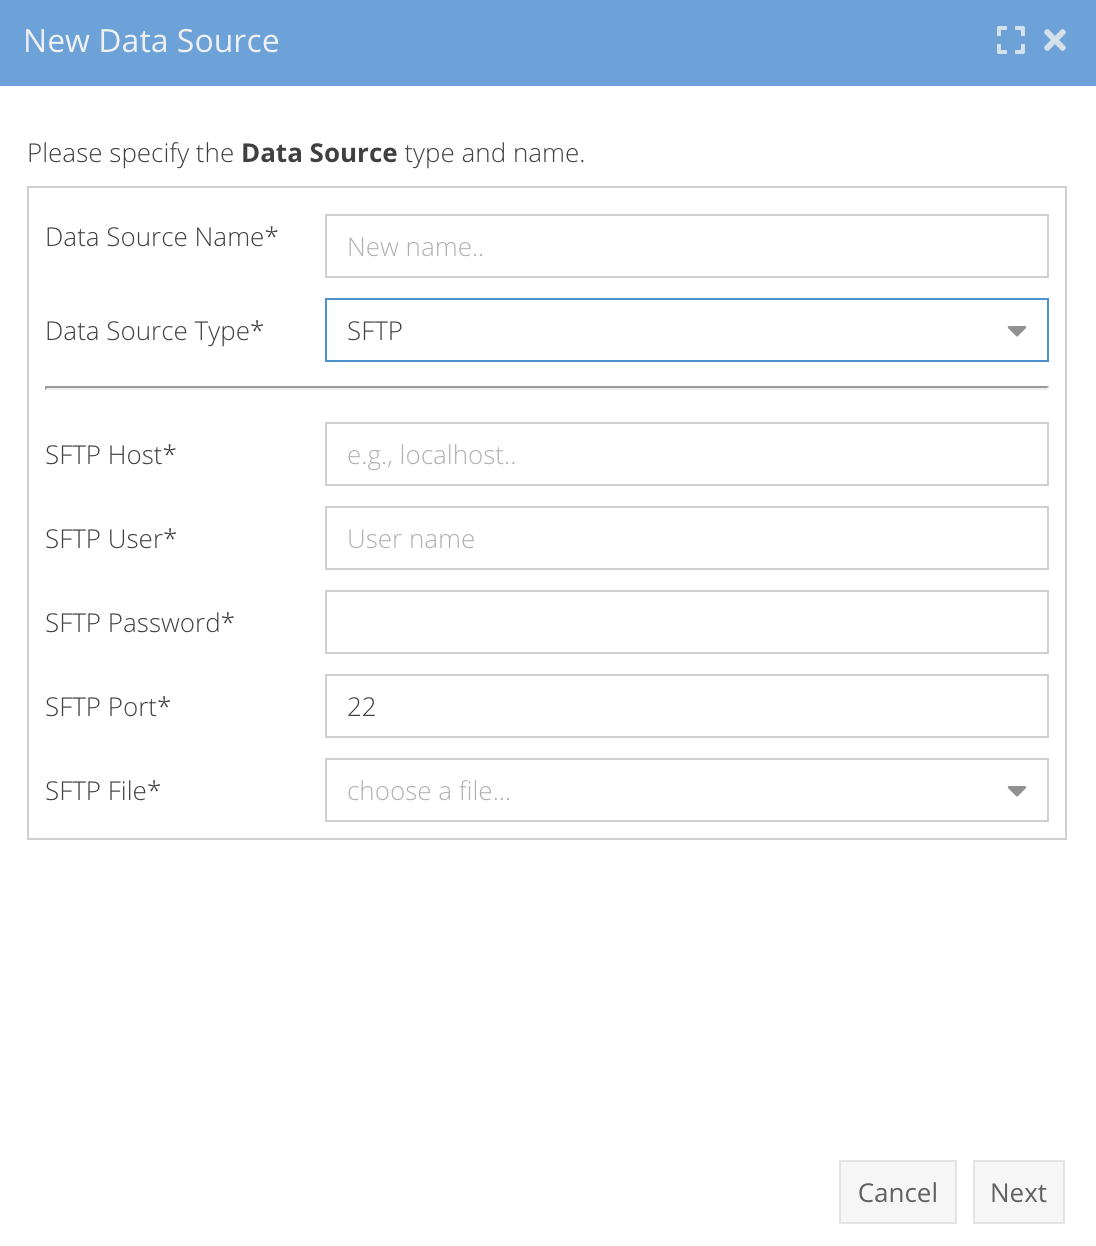 New Data Source
Please specify the Data Source type and name.
Data Source Name* New name..
Data Source Type* SFTP
SFTP Host* e.g., localhost..
SFTP User* User name
SFTP Password*
SFTP Port* 22
SFTP File* choose a file...
Cancel Next